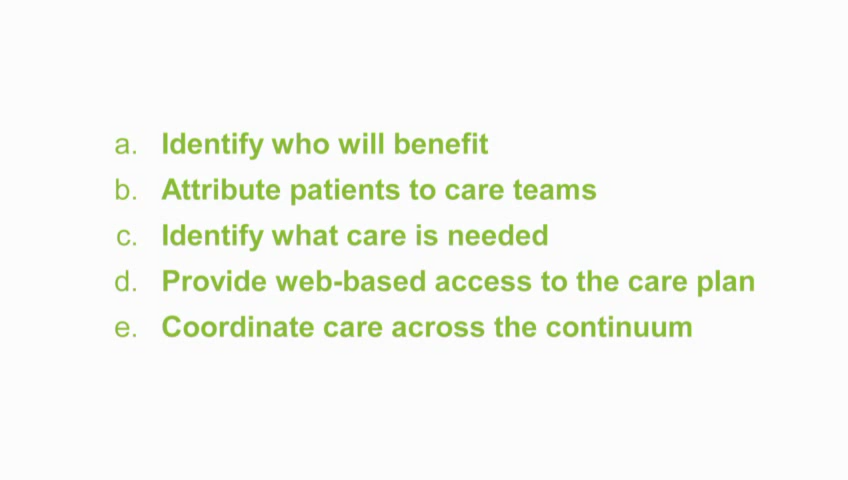 a. Identify who will benefit
b. Attribute patients to care teams
c. Identify what care is needed
d. Provide web-based access to the care plan
e. Coordinate care across the continuum